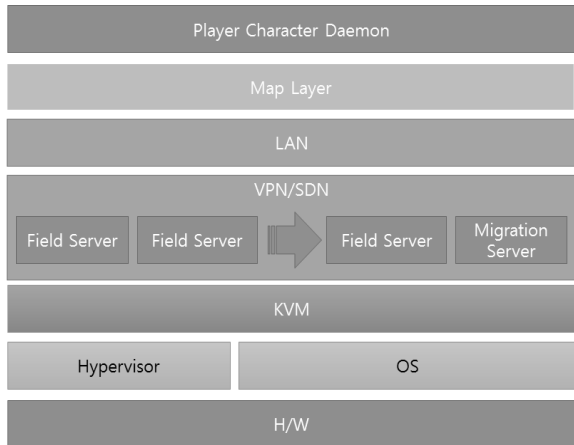 Player Character Daemon
Map Layer
LAN
VPN/SDN
Field Server
Field Server
Field Server
Migration
Server
KVM
Hypervisor
OS
H/W